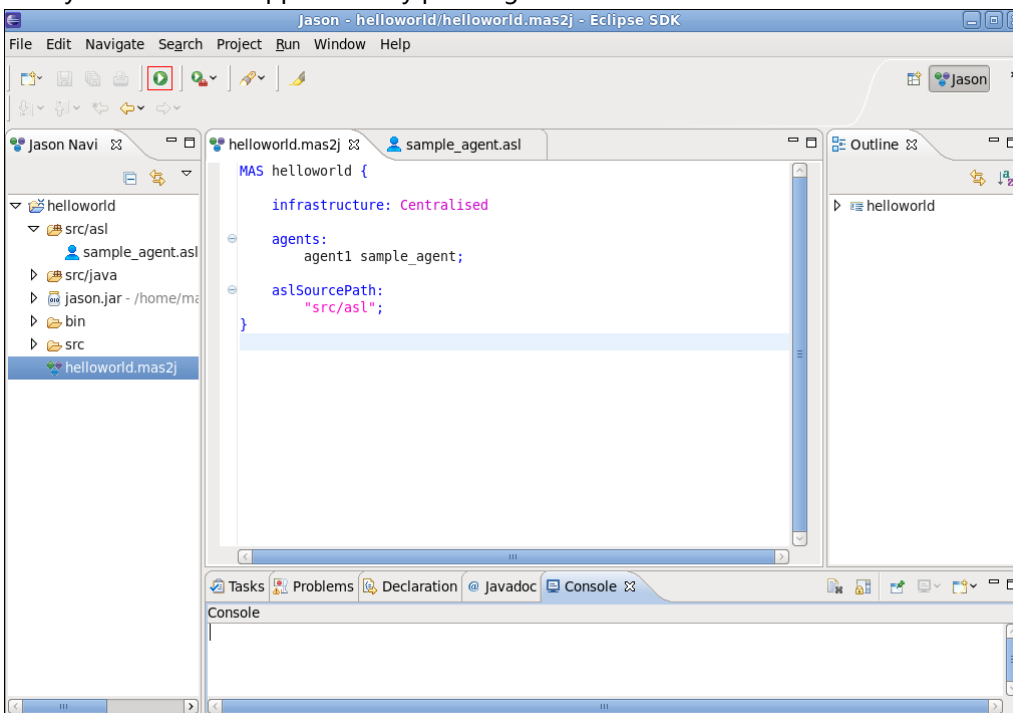 Jason - helloworld/helloworld.mas2j - Eclipse SDK
File Edit Navigate Search Project Run Window Help
Jason
Jason Navi
helloworld.mas2j
sample_agent.asl
Outline
helloworld
src/asl
sample_agent.asl
src/java
jason.jar - /home/ma
bin
src
helloworld.mas2j
MAS helloworld {
infrastructure: Centralised
agents:
agent1 sample_agent;
aslSourcePath:
"src/asl";
}
helloworld
Tasks Problems @ Javadoc Declaration Console
Console